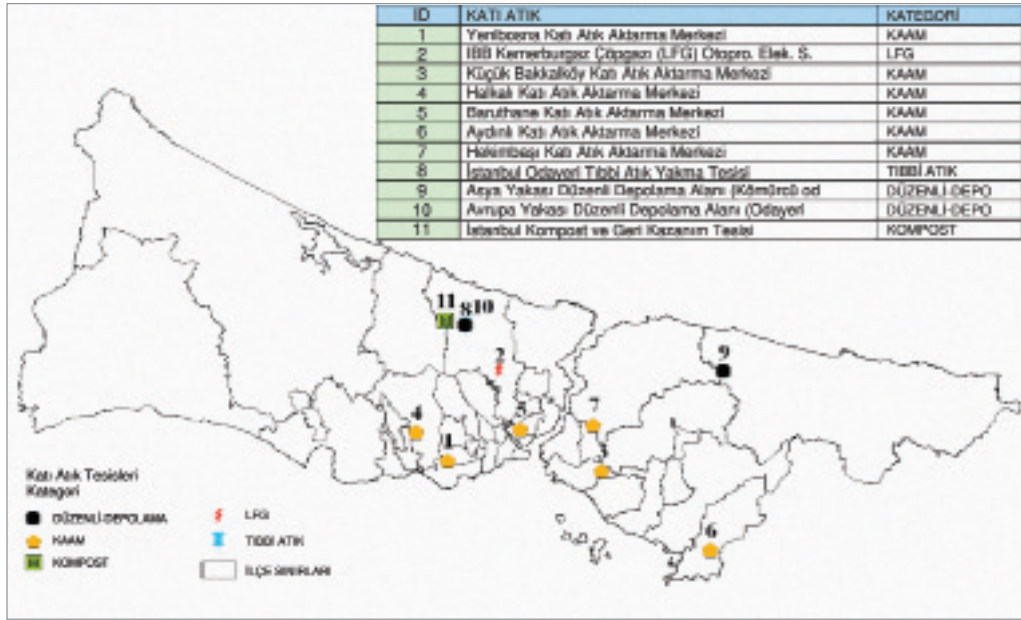 ID KATI ATIK KATEGORİ
1 Yenibosna Katı Atık Aktarma Merkezi KAAM
2 IBB Kemerburgaz Çöpgazı (LFG) Otopro. Elek. S. LFG
3 Küçük Bakkalköy Katı Atık Aktarma Merkezi KAAM
4 Halkalı Katı Atık Aktarma Merkezi KAAM
5 Baruthane Katı Atık Aktarma Merkezi KAAM
6 Aydınlı Katı Atık Aktarma Merkezi KAAM
7 Hekimbaşı Katı Atık Aktarma Merkezi KAAM
8 İstanbul Odayeri Tıbbi Atık Yakma Tesisi TIBBİ ATIK
9 Asya Yakası Düzenli Depolama Alanı (Kömürcü od DÜZENLİ-DEPO
10 Avrupa Yakası Düzenli Depolama Alanı (Odayeri DÜZENLİ-DEPO
11 İstanbul Kompost ve Geri Kazanım Tesisi KOMPOST
11 8 10
2
9
4
5
7
1
6
Katı Atık Tesisleri
Kategori
DÜZENLİ-DEPOLAMA
KAAM
KOMPOST
LFG
TIBBİ ATIK
İLÇE SINIRLARI